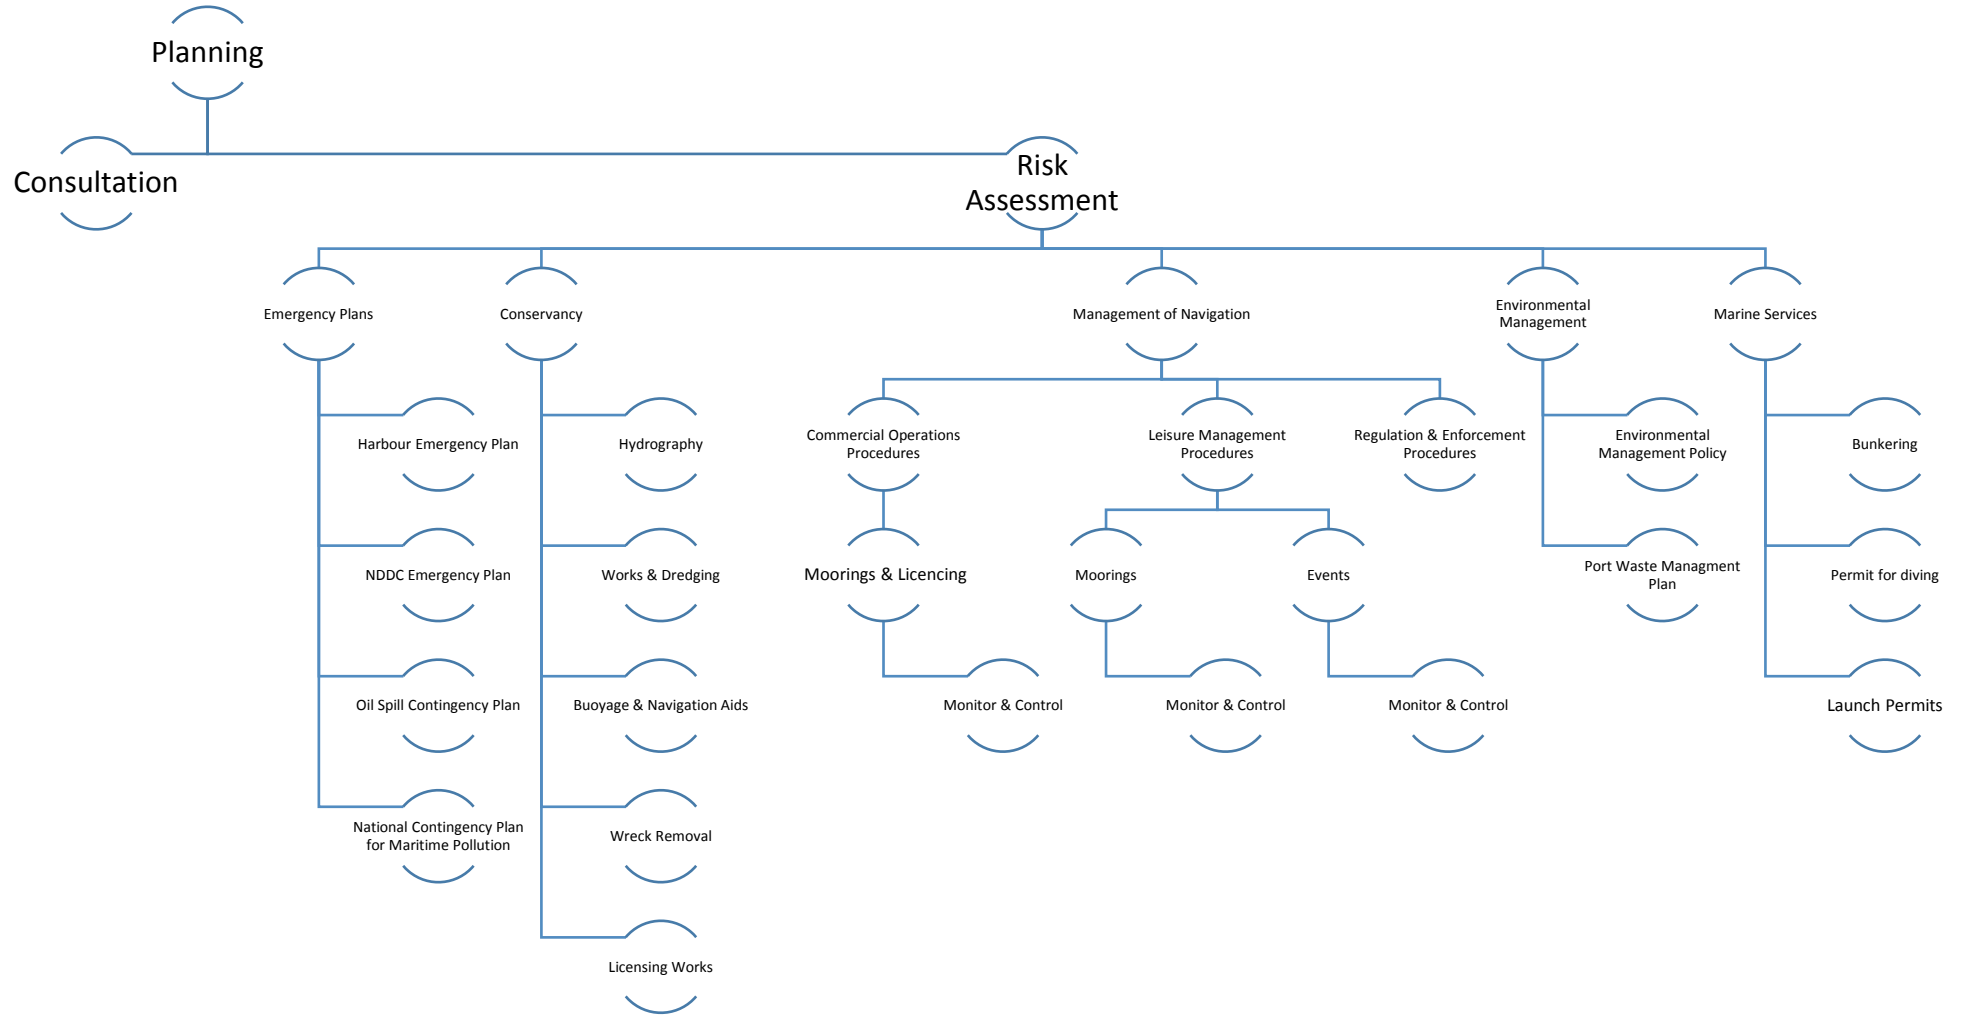 Planning
Consultation
Risk
Assessment
Emergency Plans
Conservancy
Management of Navigation
Environmental
Management
Marine Services
Harbour Emergency Plan
Hydrography
Commercial Operations
Procedures
Leisure Management
Procedures
Regulation & Enforcement
Procedures
Environmental
Management Policy
Bunkering
NDDC Emergency Plan
Works & Dredging
Moorings & Licencing
Moorings
Events
Port Waste Managment
Plan
Permit for diving
Oil Spill Contingency Plan
Buoyage & Navigation Aids
Monitor & Control
Monitor & Control
Monitor & Control
Launch Permits
National Contingency Plan
for Maritime Pollution
Wreck Removal
Licensing Works